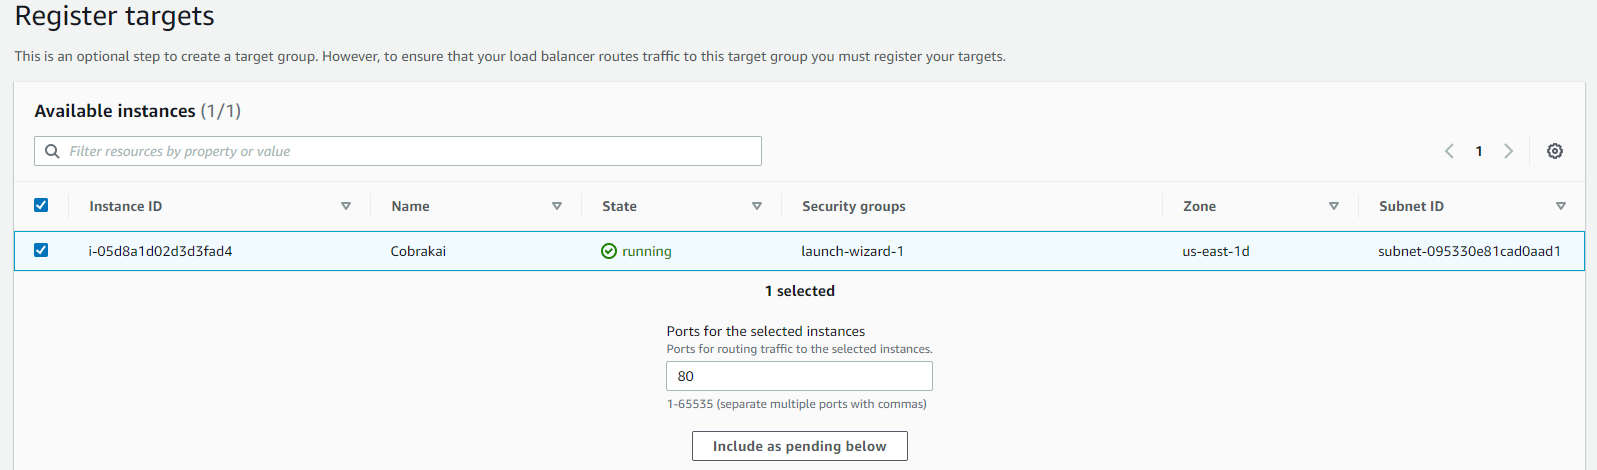 Register targets
This is an optional step to create a target group. However, to ensure that your load balancer routes traffic to this target group you must register your targets.
Available instances (1/1)
Filter resources by property or value
1
Instance ID Name State Security groups Zone Subnet ID
i-05d8a1d02d3d3fad4 Cobrakai running launch-wizard-1 us-east-1d subnet-095330e81cad0aad1
1 selected
Ports for the selected instances
Ports for routing traffic to the selected instances.
80
1-65535 (separate multiple ports with commas)
Include as pending below